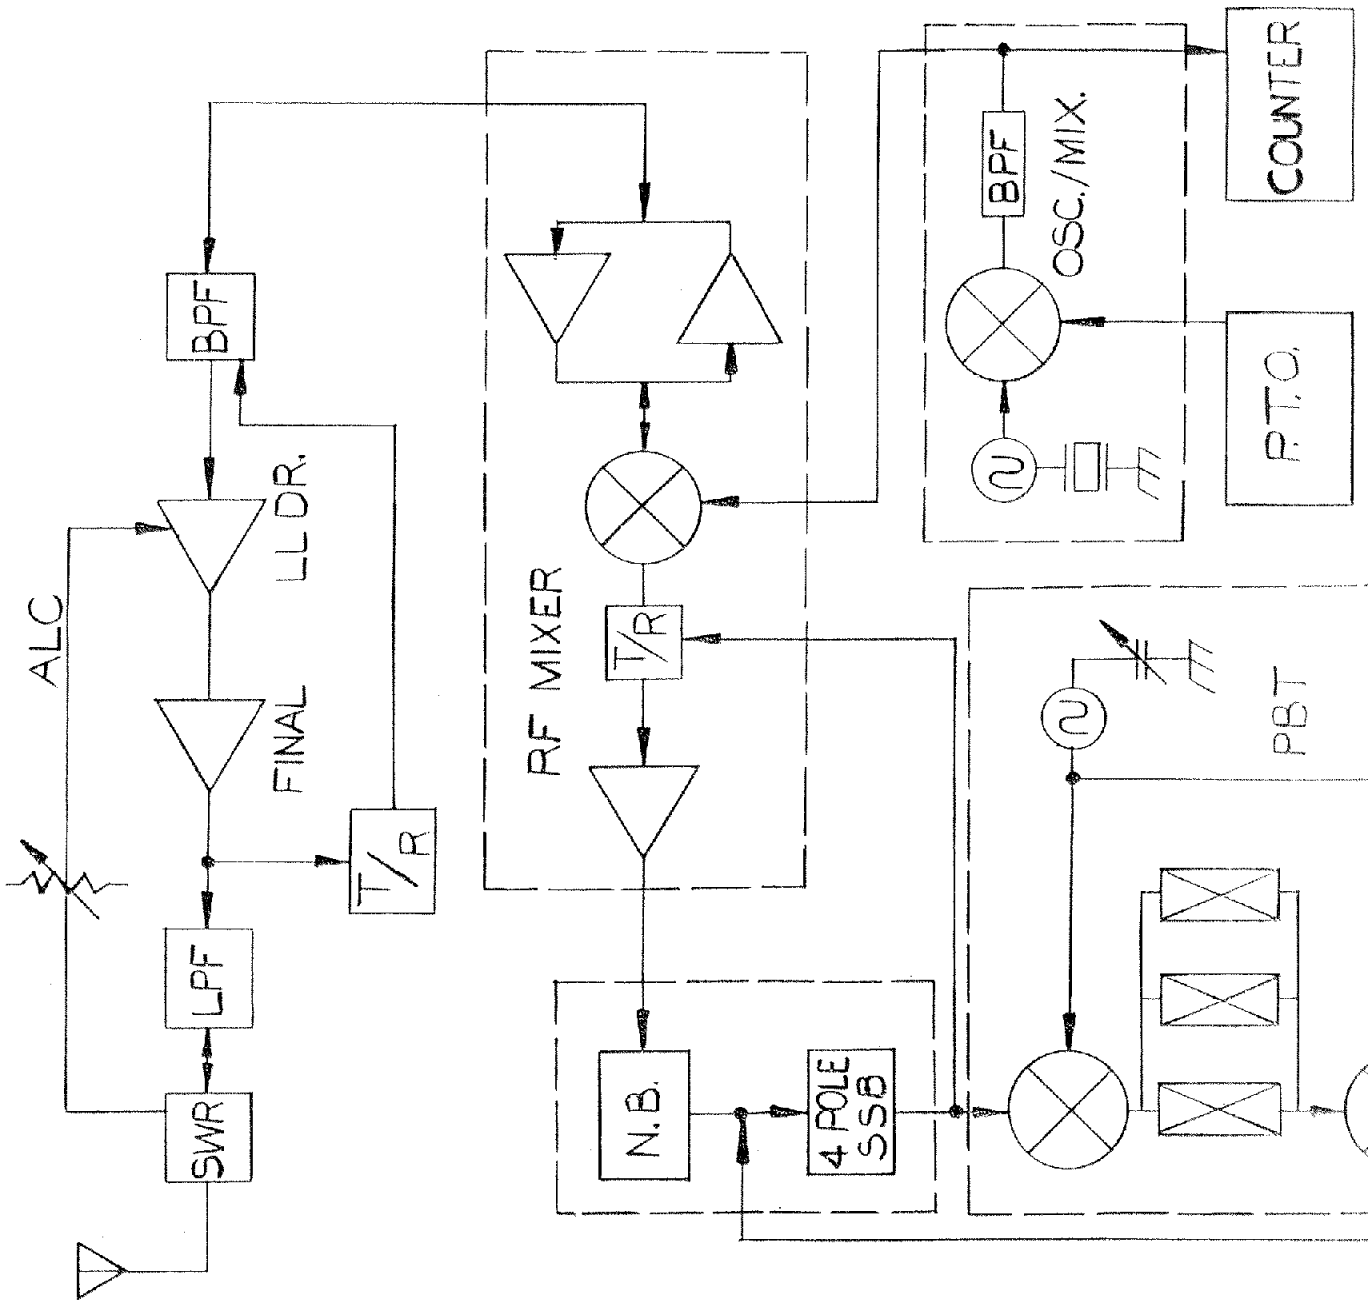 SWR
LPF
ALC
T/R
FINAL
LL DR.
BPF
N.B.
4 POLE
SSB
RF MIXER
T/R
PBT
OSC./MIX.
BPF
P.T.O.
COUNTER